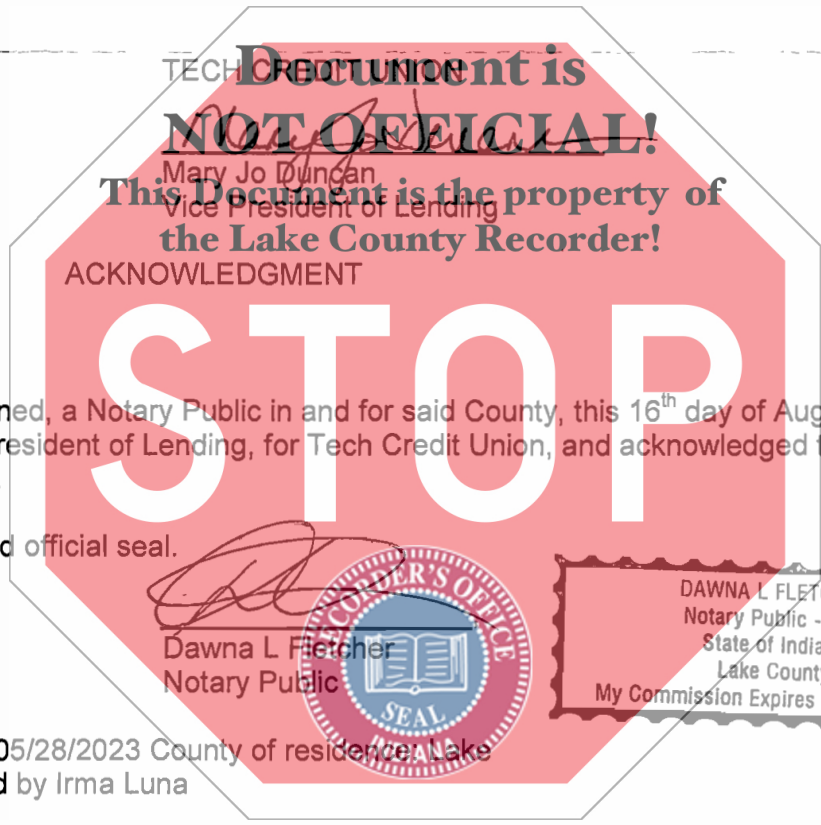 Document is
TECH CREDIT UNION
NOT OFFICIAL!
Mary Jo Duncan
This Document is the property of
Vice President of Lending
the Lake County Recorder!
ACKNOWLEDGMENT
STOP
ned, a Notary Public in and for said County, this 16th day of Aug
resident of Lending, for Tech Credit Union, and acknowledged t
d official seal.
RECORDER'S OFFICE
SEAL
INDIANA
DAWNA L FLET
Notary Public -
State of India
Lake County
My Commission Expires
Dawna L Fletcher
Notary Public
05/28/2023 County of residence: Lake
d by Irma Luna